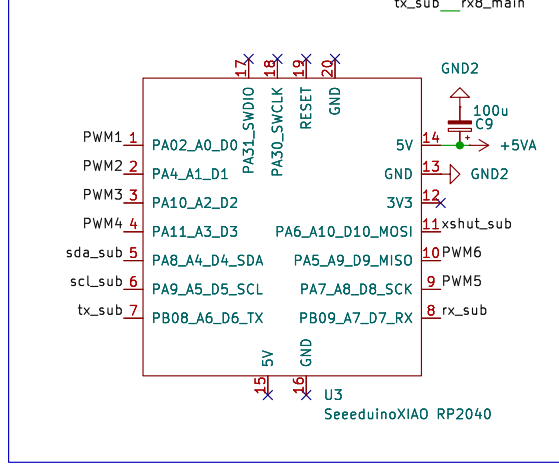 tx_sub rx8_main
17 18 19 20
PA31_SWDIO PA30_SWCLK RESET GND
GND2
100u
C9
+
PWM1 1 PA02_A0_D0 5V 14 +5VA
PWM2 2 PA4_A1_D1 GND 13 GND2
PWM3 3 PA10_A2_D2 3V3 12
PWM4 4 PA11_A3_D3 PA6_A10_D10_MOSI 11 xshut_sub
sda_sub 5 PA8_A4_D4_SDA PA5_A9_D9_MISO 10 PWM6
scl_sub 6 PA9_A5_D5_SCL PA7_A8_D8_SCK 9 PWM5
tx_sub 7 PB08_A6_D6_TX PB09_A7_D7_RX 8 rx_sub
5V GND
15 16
U3
SeeeduinoXIAO RP2040